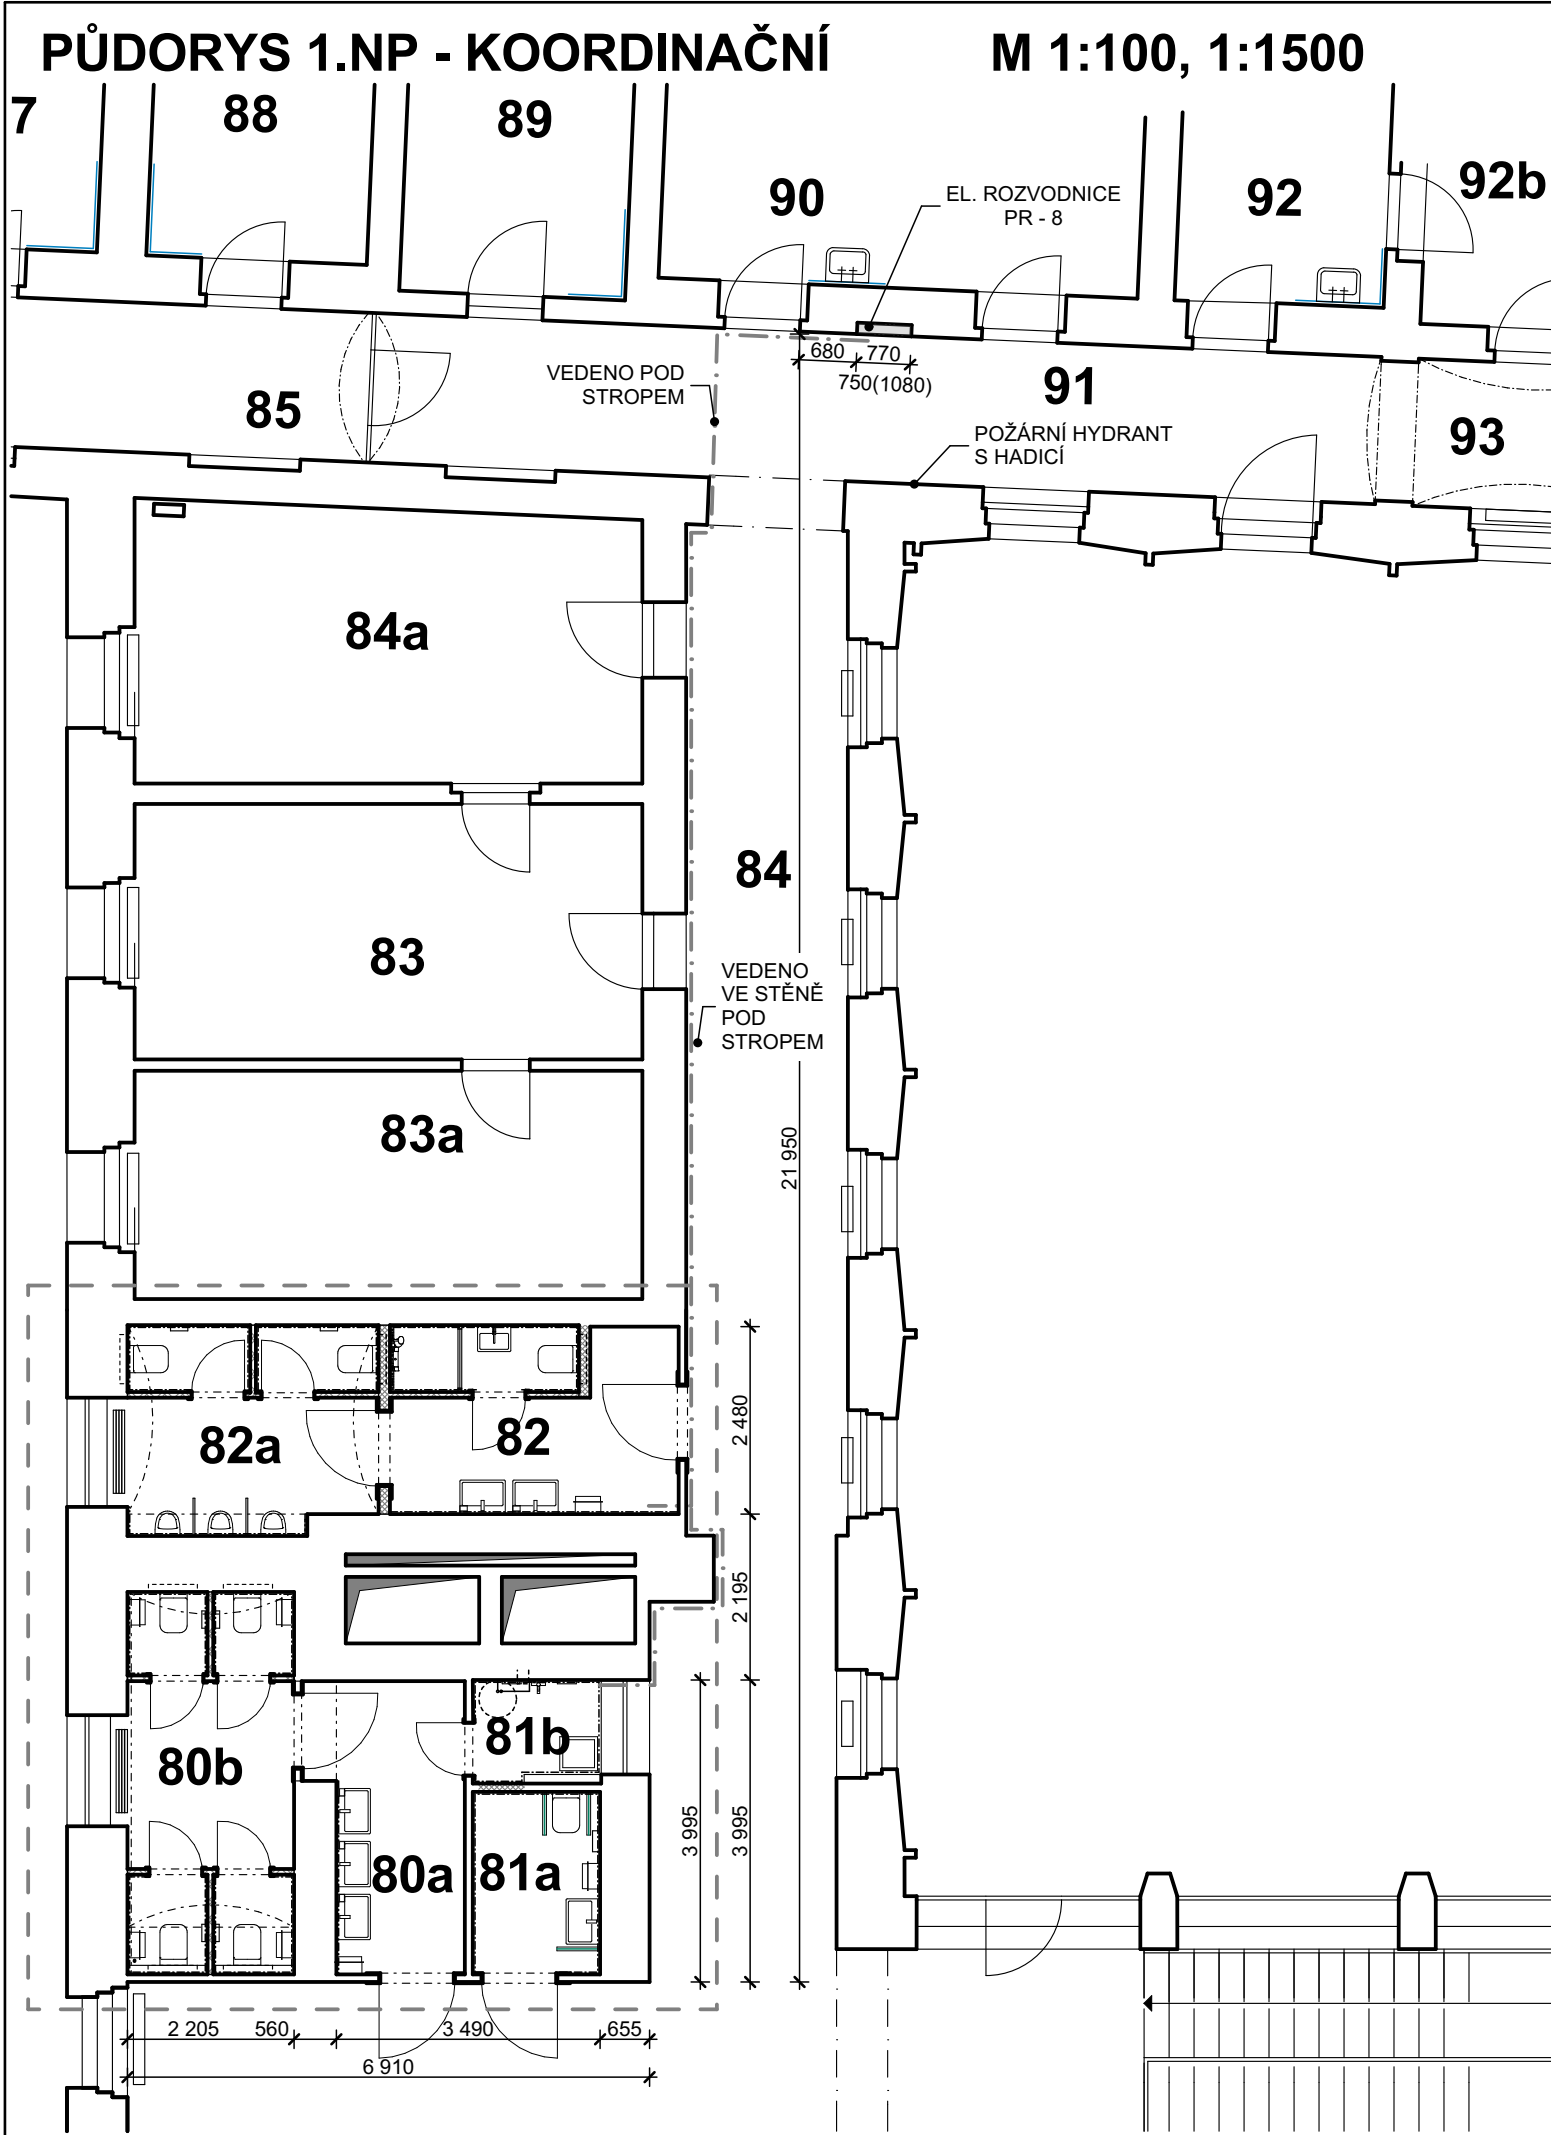 PŮDORYS 1.NP - KOORDINAČNÍ M 1:100, 1:1500
7
88
89
90
EL. ROZVODNICE
PR - 8
92
92b
680
770
750(1080)
VEDENO POD
STROPEM
85
91
93
POŽÁRNÍ HYDRANT
S HADICÍ
84a
84
83
VEDENO
VE STĚNĚ
POD
STROPEM
83a
21 950
82a
82
2 480
2 195
80b
81b
80a
81a
3 995
3 995
2 205
560
3 490
655
6 910